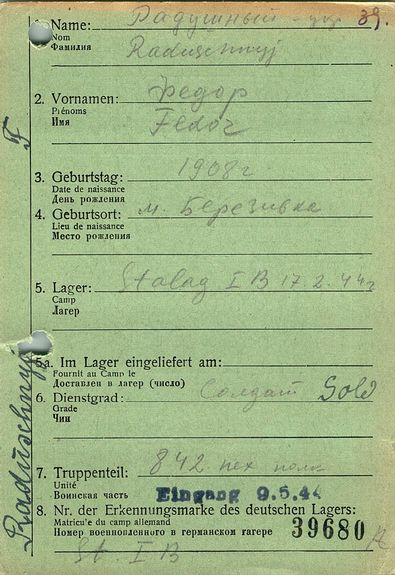 1. Name: Радушный - укр 39.
Nom
Фамилия
Raduschnyj
2. Vornamen: Федор
Prénoms
Имя
Fedor
3. Geburtstag: 1908г
Date de naissance
День рождения
4. Geburtsort: м. Березивка
Lieu de naissance
Место рождения
5. Lager: Stalag I B 17.2.44г
Camp
Лагерь
5a. Im Lager eingeliefert am:
Fournit au Camp le
Доставлен в лагер (число)
6. Dienstgrad: Солдат Sold
Grade
Чин
7. Truppenteil: 842 пех полк
Unité
Воинская часть
Eingang 9.5.44
8. Nr. der Erkennungsmarke des deutschen Lagers:
Matricu'e du camp allemand
Номер военнопленного в германском лагере
39680
St. I B
Raduschnyj F